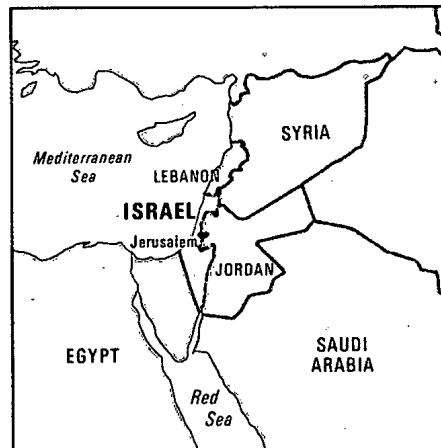 SYRIA
Mediterranean
Sea
LEBANON
ISRAEL
Jerusalem
JORDAN
EGYPT
SAUDI
ARABIA
Red
Sea